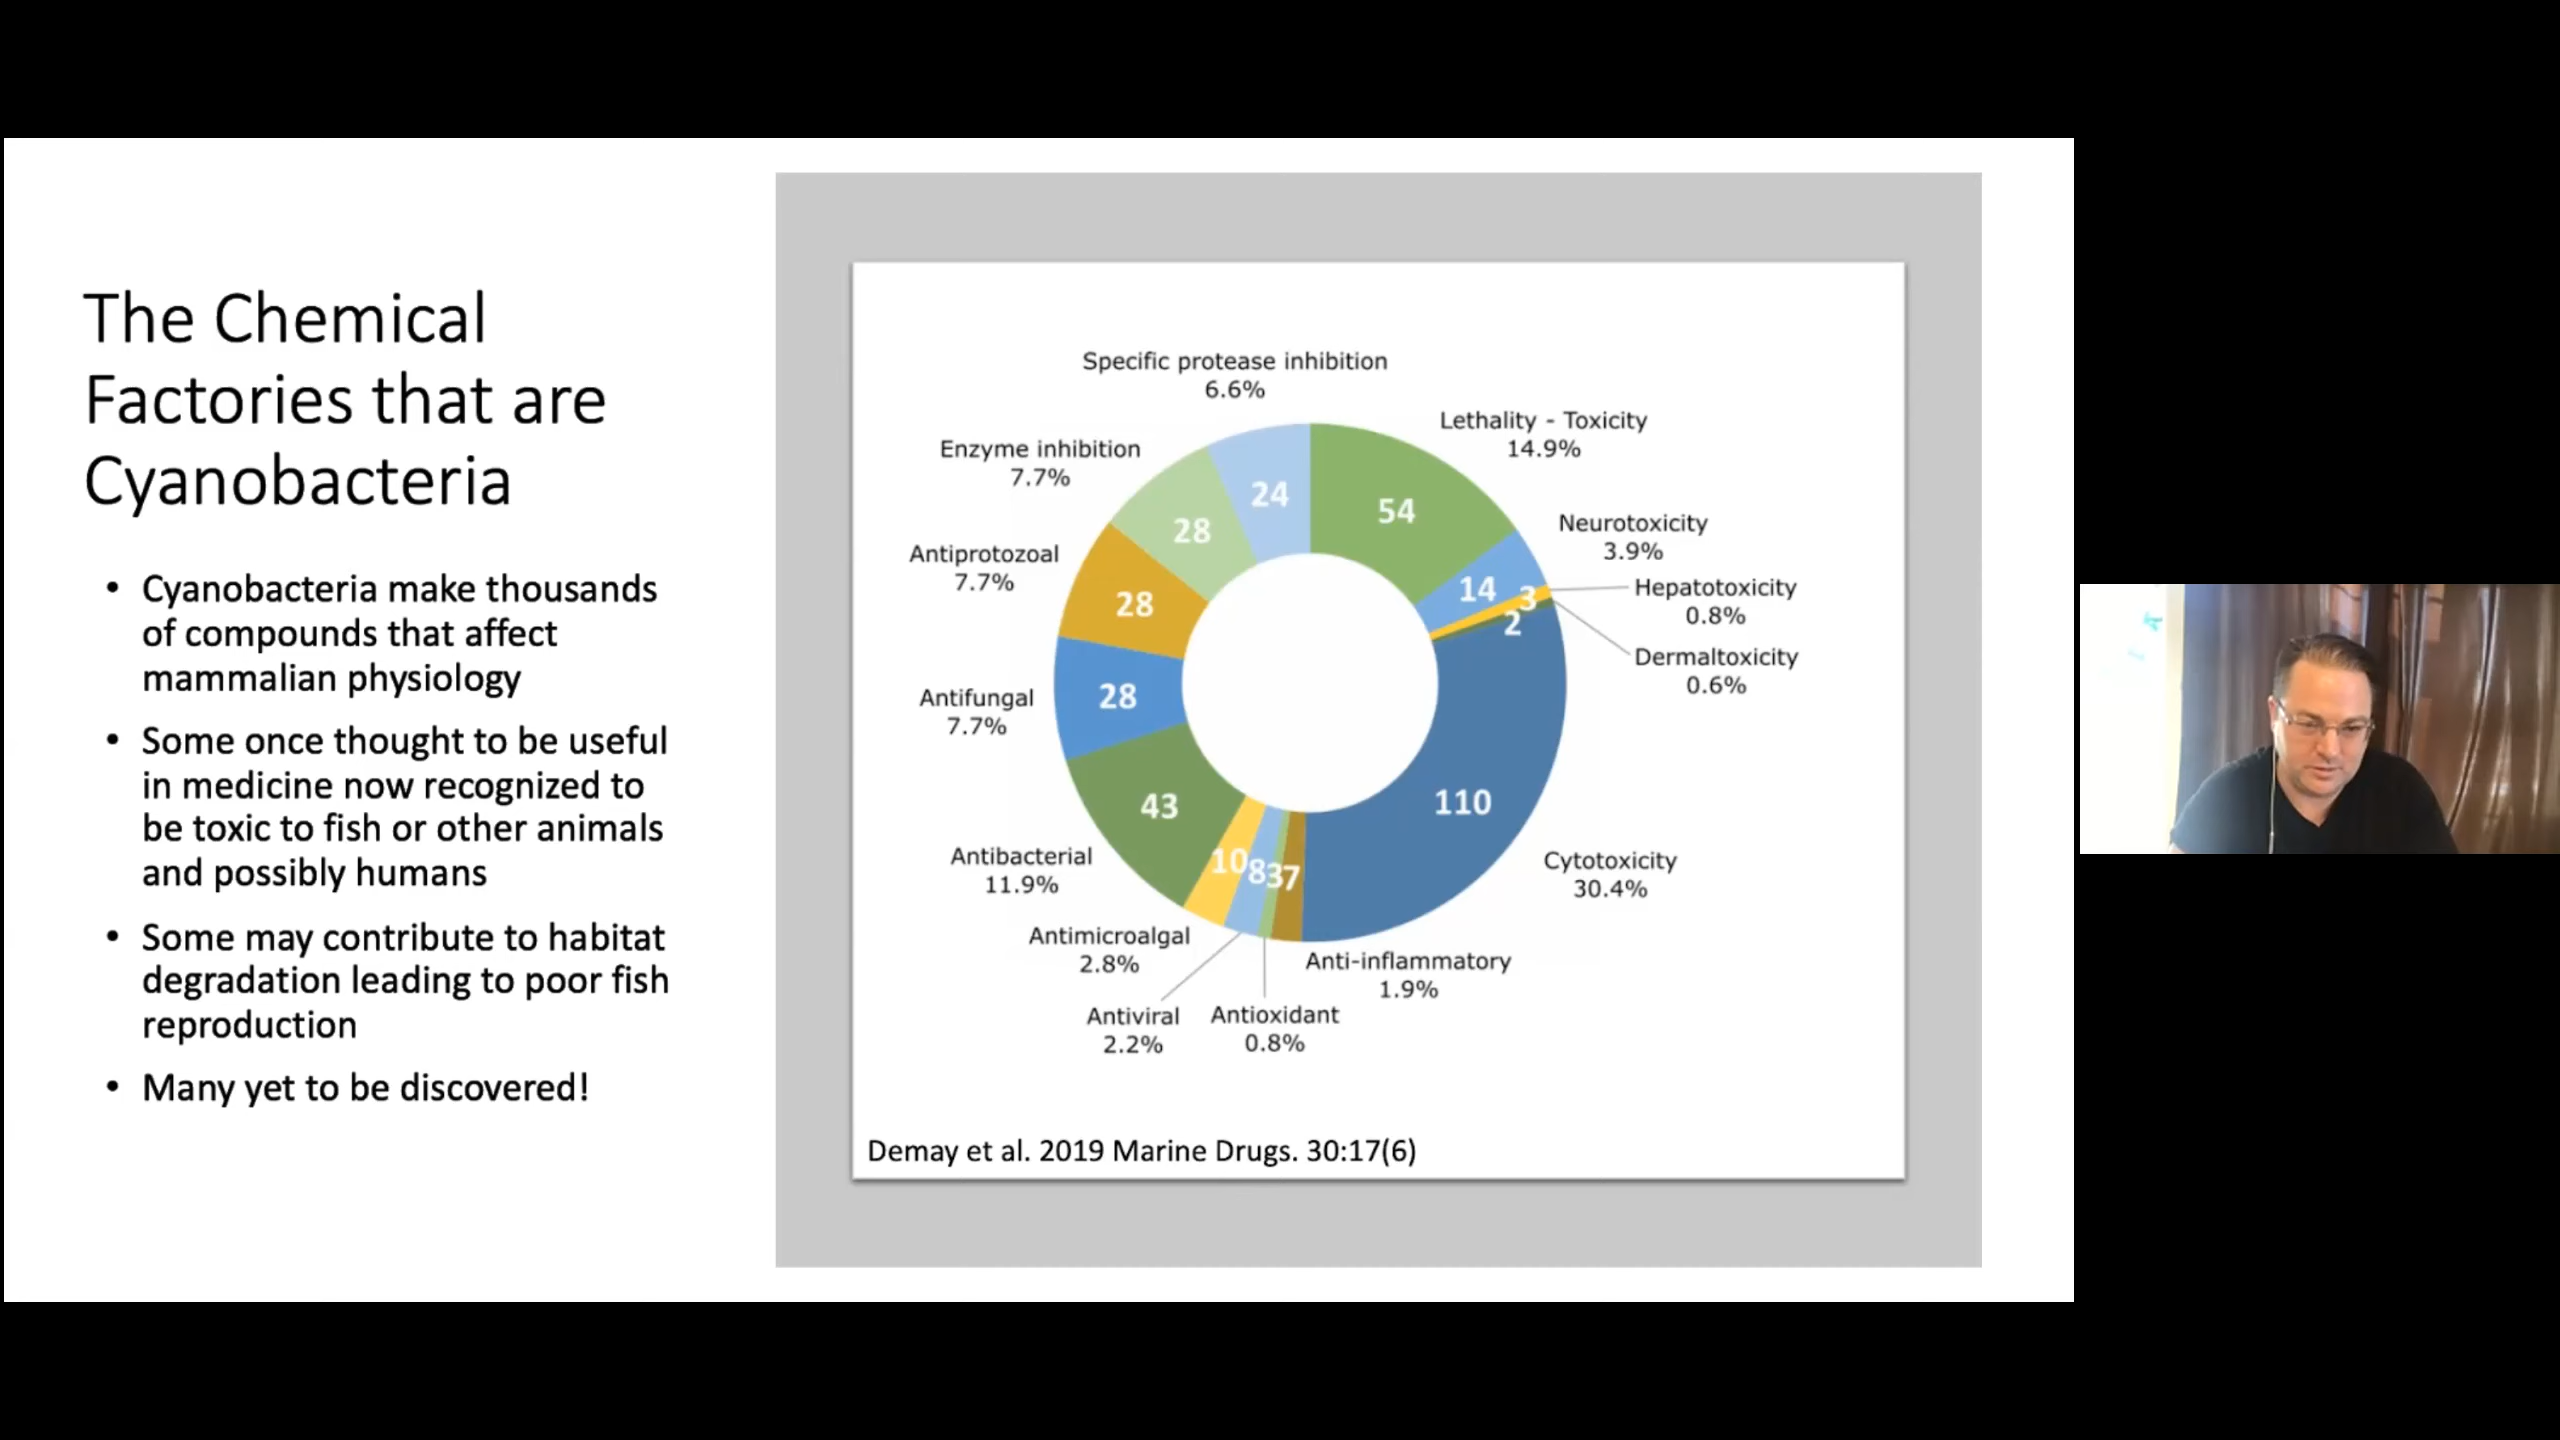 The Chemical
Factories that are
Cyanobacteria
• Cyanobacteria make thousands
of compounds that affect
mammalian physiology
• Some once thought to be useful
in medicine now recognized to
be toxic to fish or other animals
and possibly humans
• Some may contribute to habitat
degradation leading to poor fish
reproduction
• Many yet to be discovered!
Specific protease inhibition
6.6%
Lethality - Toxicity
14.9%
Enzyme inhibition
7.7%
Neurotoxicity
3.9%
Antiprotozoal
7.7%
Hepatotoxicity
0.8%
Dermaltoxicity
0.6%
Antifungal
7.7%
Antibacterial
11.9%
Cytotoxicity
30.4%
Antimicroalgal
2.8%
Anti-inflammatory
1.9%
Antiviral
2.2%
Antioxidant
0.8%
24
54
28
14
3
2
28
28
43
110
10
8
3
7
Demay et al. 2019 Marine Drugs. 30:17(6)